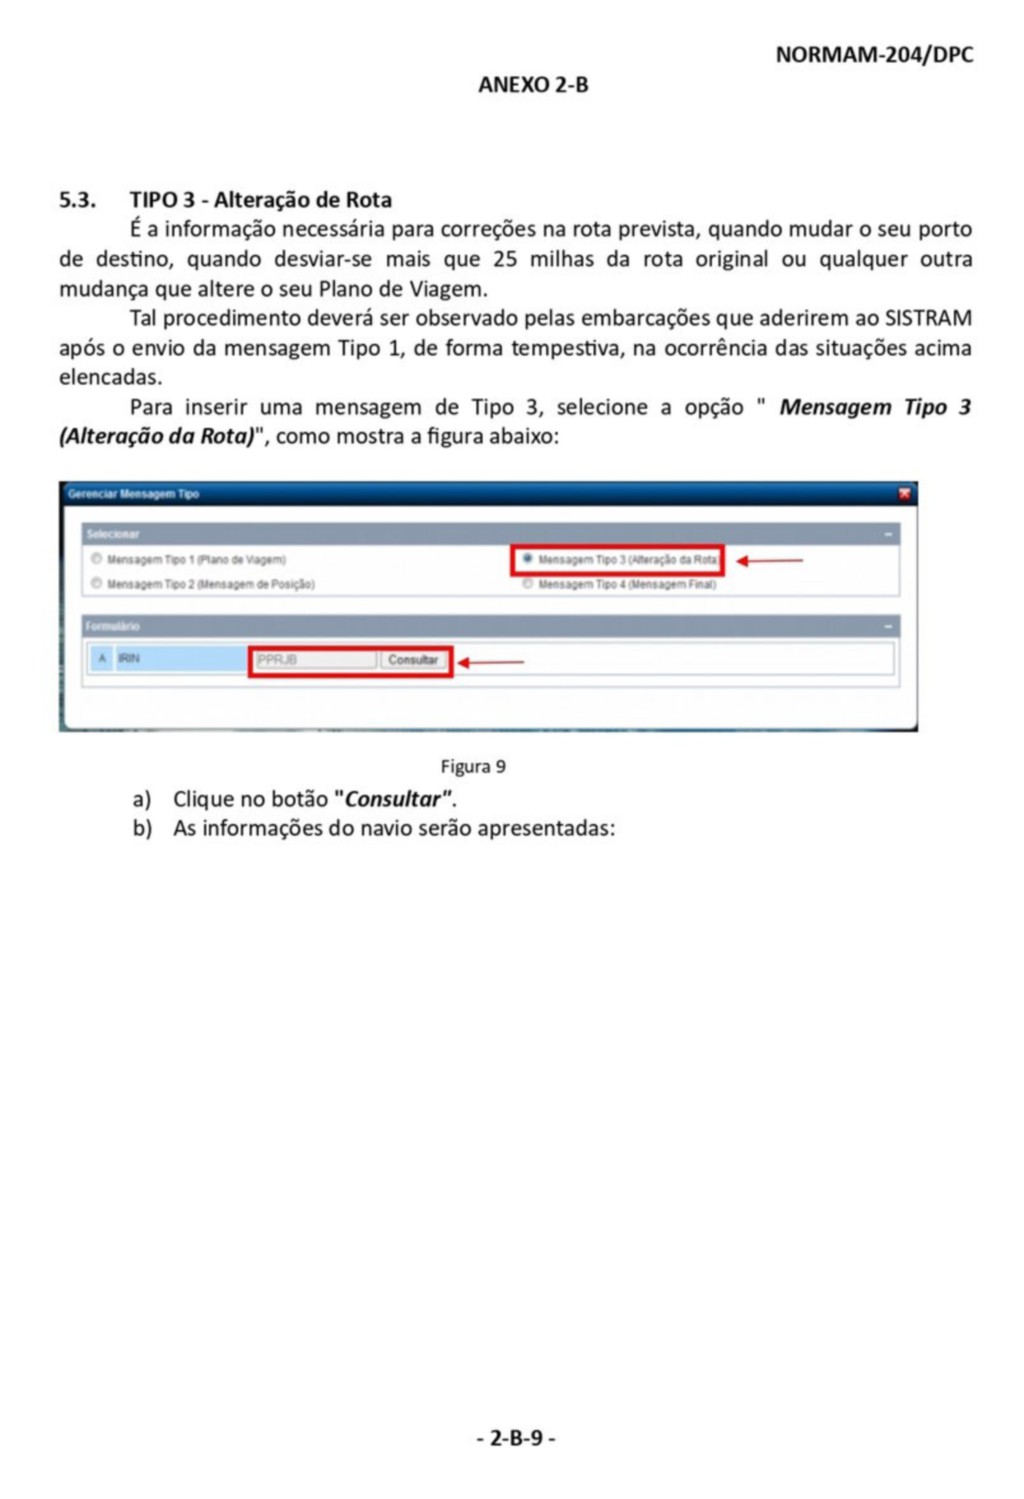 NORMAM-204/DPC
ANEXO 2-B
5.3. TIPO 3 - Alteração de Rota
É a informação necessária para correções na rota prevista, quando mudar o seu porto
de destino, quando desviar-se mais que 25 milhas da rota original ou qualquer outra
mudança que altere o seu Plano de Viagem.
Tal procedimento deverá ser observado pelas embarcações que aderirem ao SISTRAM
após o envio da mensagem Tipo 1, de forma tempestiva, na ocorrência das situações acima
elencadas.
Para inserir uma mensagem de Tipo 3, selecione a opção " Mensagem Tipo 3
(Alteração da Rota)", como mostra a figura abaixo:
Gerenciar Mensagem Tipo
Selecionar
Mensagem Tipo 1 (Plano de Viagem)
Mensagem Tipo 3 (Alteração da Rota)
Mensagem Tipo 2 (Mensagem de Posição)
Mensagem Tipo 4 (Mensagem Final)
Formulário
A IRIN PPRJB Consultar
Figura 9
a) Clique no botão "Consultar".
b) As informações do navio serão apresentadas:
- 2-B-9 -